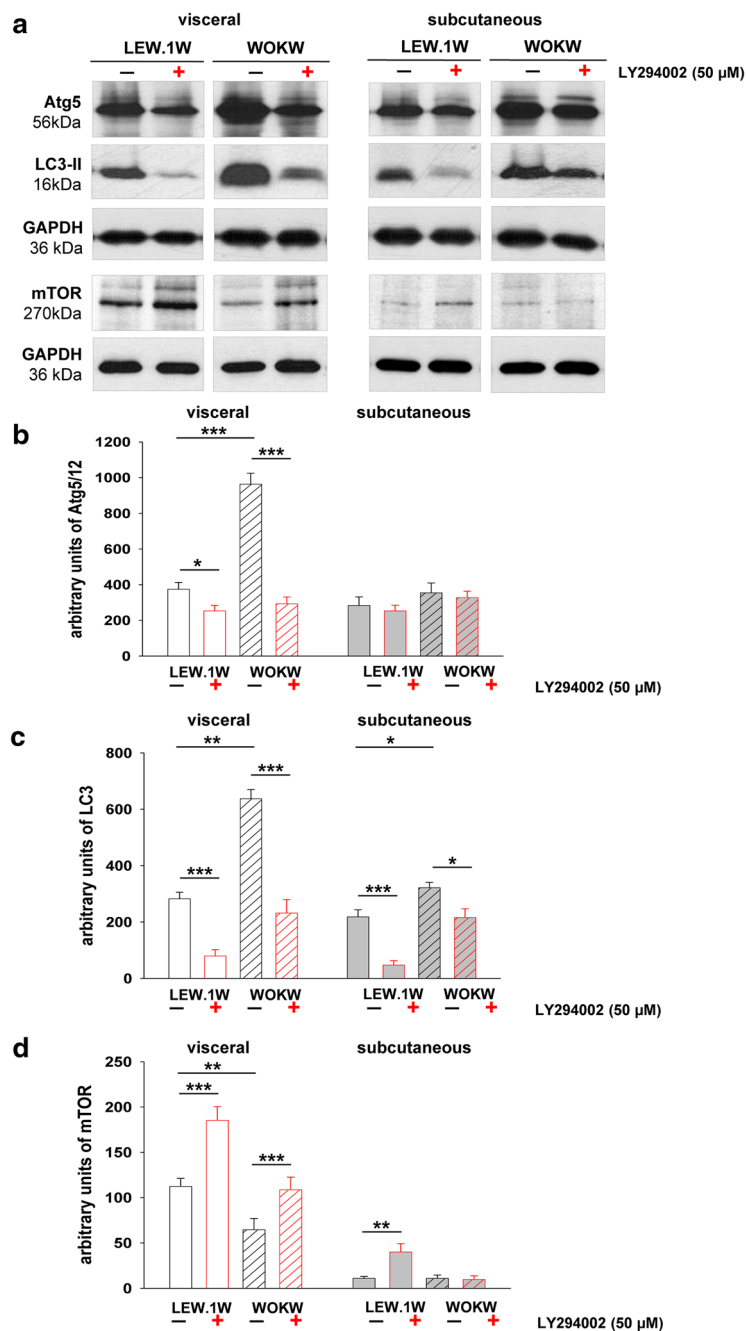 a
visceral
subcutaneous
LEW.1W
WOKW
LEW.1W
WOKW
− + − + − + − + LY294002 (50 µM)
Atg5
56kDa
LC3-II
16kDa
GAPDH
36 kDa
mTOR
270kDa
GAPDH
36 kDa
b
visceral
subcutaneous
arbitrary units of Atg5/12
1200
1000
800
600
400
200
0
***
***
*
LEW.1W
WOKW
LEW.1W
WOKW
− + − + − + − + LY294002 (50 µM)
c
visceral
subcutaneous
arbitrary units of LC3
800
600
400
200
0
**
***
***
*
***
*
LEW.1W
WOKW
LEW.1W
WOKW
− + − + − + − + LY294002 (50 µM)
d
visceral
subcutaneous
arbitrary units of mTOR
250
200
150
100
50
0
**
***
***
**
LEW.1W
WOKW
LEW.1W
WOKW
− + − + − + − + LY294002 (50 µM)